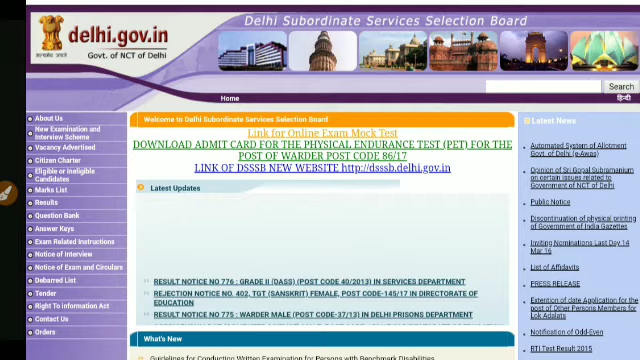 delhi.gov.in
Govt. of NCT of Delhi
Delhi Subordinate Services Selection Board
Search
Home
हिन्दी
About Us
New Examination and
Interview Scheme
Vacancy Advertised
Citizen Charter
Eligible or Ineligible
Candidates
Marks List
Results
Question Bank
Answer Keys
Exam Related Instructions
Notice of Interview
Notice of Exam and Circulars
Debarred List
Tender
Right To information Act
Contact Us
Orders
Welcome to Delhi Subordinate Services Selection Board
Link for Online Exam Mock Test
DOWNLOAD ADMIT CARD FOR THE PHYSICAL ENDURANCE TEST (PET) FOR THE
POST OF WARDER POST CODE 86/17
LINK OF DSSSB NEW WEBSITE http://dsssb.delhi.gov.in
Latest Updates
RESULT NOTICE NO 776 : GRADE II (DASS) (POST CODE 40/2013) IN SERVICES DEPARTMENT
REJECTION NOTICE NO. 402, TGT (SANSKRIT) FEMALE, POST CODE-145/17 IN DIRECTORATE OF
EDUCATION
RESULT NOTICE NO 775 : WARDER MALE (POST CODE-37/13) IN DELHI PRISONS DEPARTMENT
What's New
Guidelines for Conduction Written Examination for Persons with Benchmark Disabilities
Latest News
Automated System of Allotment
Govt. of Delhi (e-Awas)
Opinion of Sri Gopal Subramanium
on certain issues related to
Government of NCT of Delhi
Public Notice
Discontinuation of physical printing
of Government of India Gazettes
Inviting Nominations Last Day 14
Mar 16
List of Affidavits
PRESS RELEASE
Extention of date Application for the
post of Other Persons Members for
Lok Adalats
Notification of Odd-Even
RTI Test Result 2015